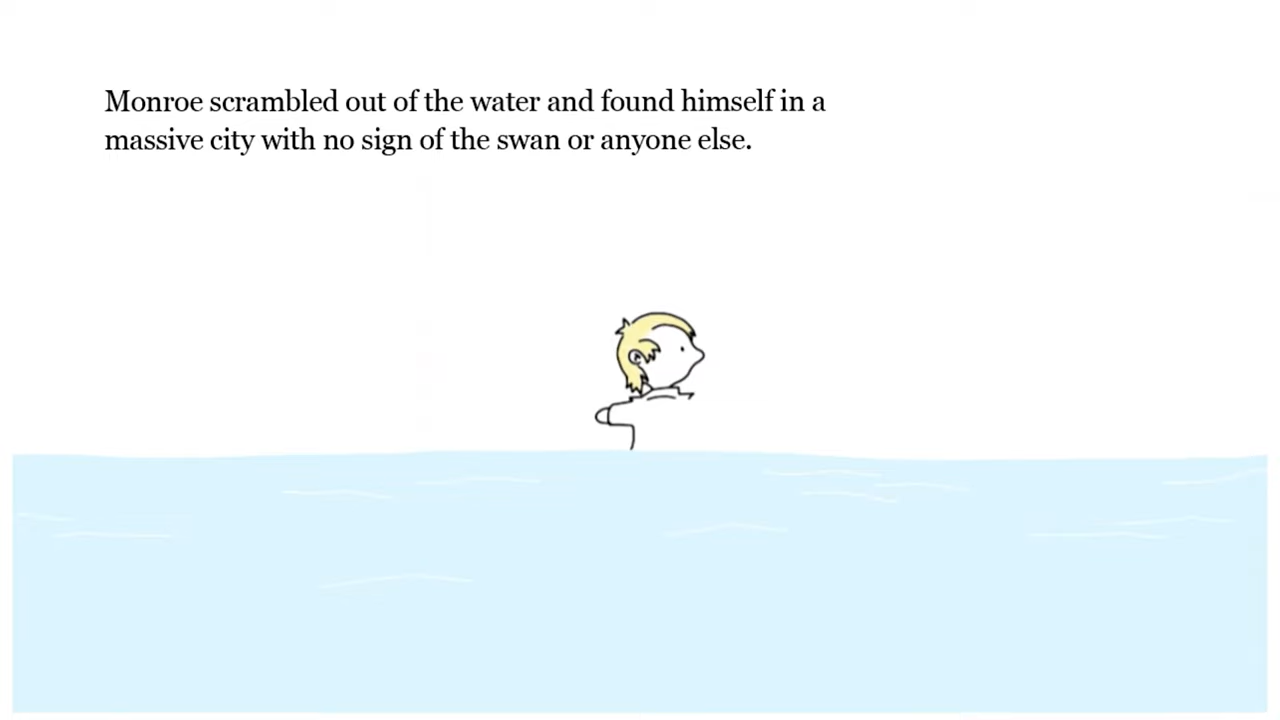 Monroe scrambled out of the water and found himself in a
massive city with no sign of the swan or anyone else.